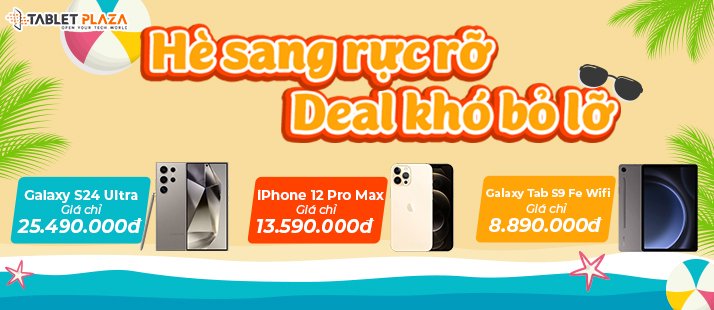 TABLET PLAZA
OPEN YOUR TECH WORLD
Hè sang rực rỡ
Deal khó bỏ lỡ
Galaxy S24 Ultra
Giá chỉ
25.490.000đ
IPhone 12 Pro Max
Giá chỉ
13.590.000đ
Galaxy Tab S9 Fe Wifi
Giá chỉ
8.890.000đ